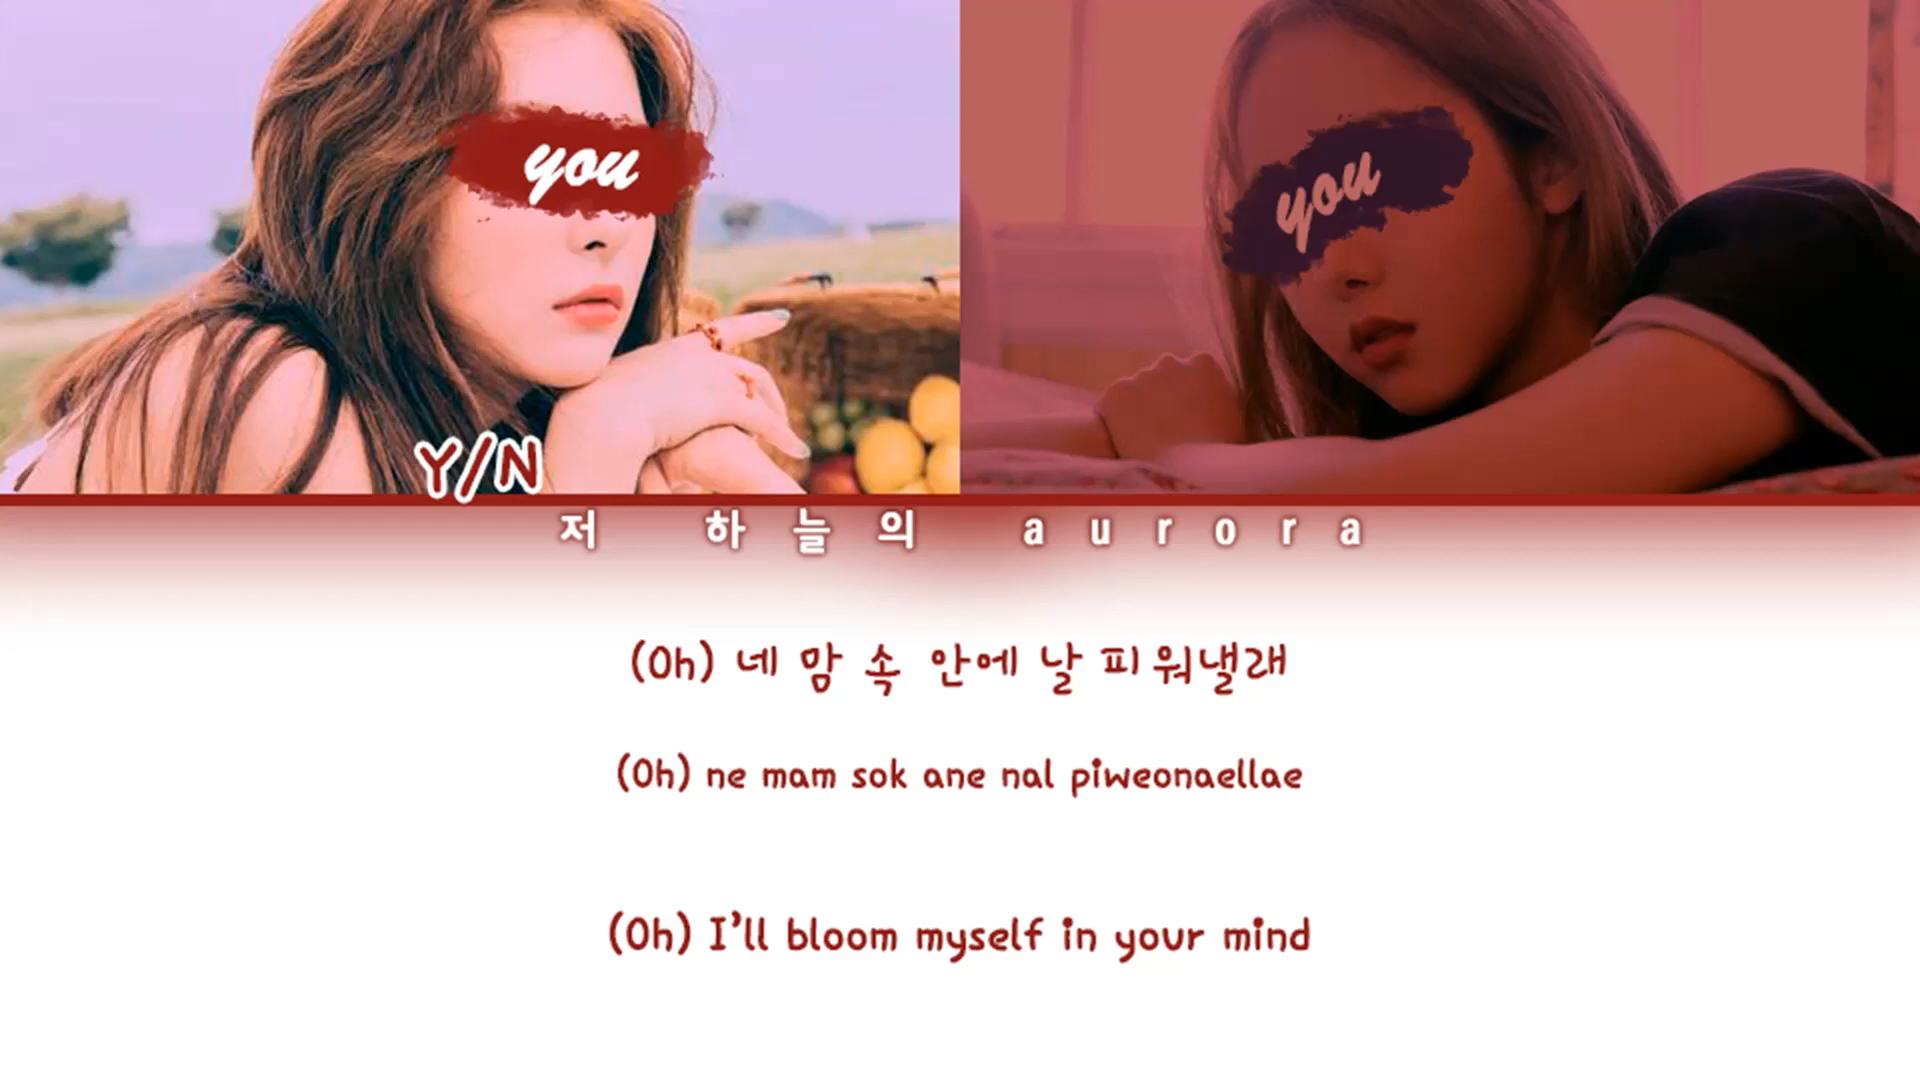 you
you
Y/N
저 하늘의 aurora
(Oh) 네 맘 속 안에 날 피워낼래
(Oh) ne mam sok ane nal piweonaellae
(Oh) I'll bloom myself in your mind